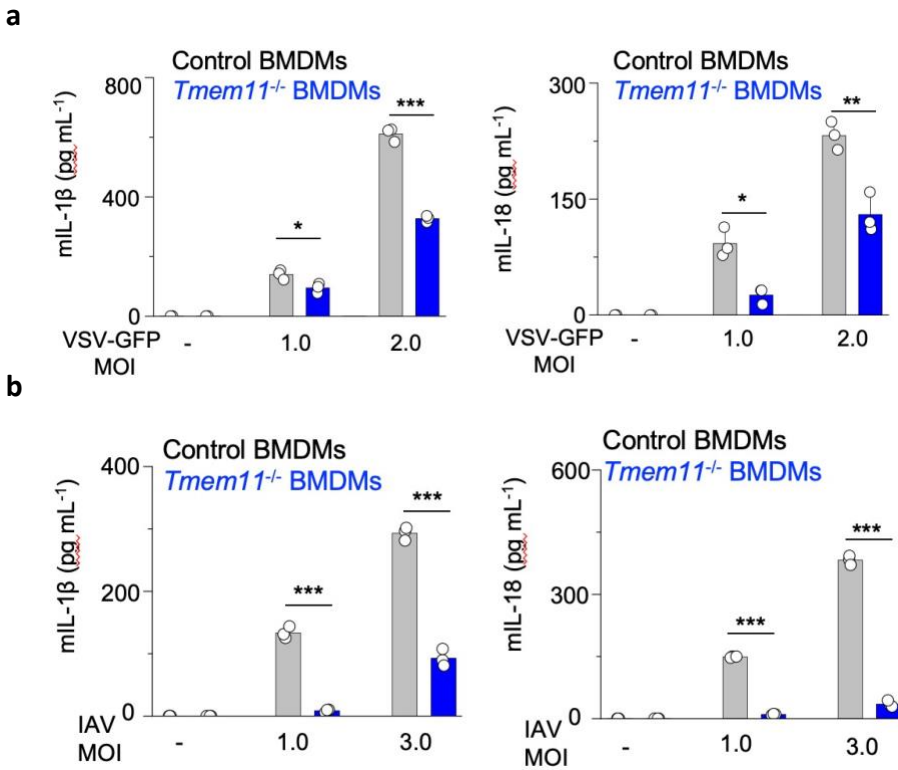 a
Control BMDMs
Tmem11-/- BMDMs
mIL-1β (pg mL-1)
800
400
0
*
***
VSV-GFP
MOI
-
1.0
2.0
Control BMDMs
Tmem11-/- BMDMs
mIL-18 (pg mL-1)
300
150
0
*
**
VSV-GFP
MOI
-
1.0
2.0
b
Control BMDMs
Tmem11-/- BMDMs
mIL-1β (pg mL-1)
400
200
0
***
***
IAV
MOI
-
1.0
3.0
Control BMDMs
Tmem11-/- BMDMs
mIL-18 (pg mL-1)
600
300
0
***
***
IAV
MOI
-
1.0
3.0